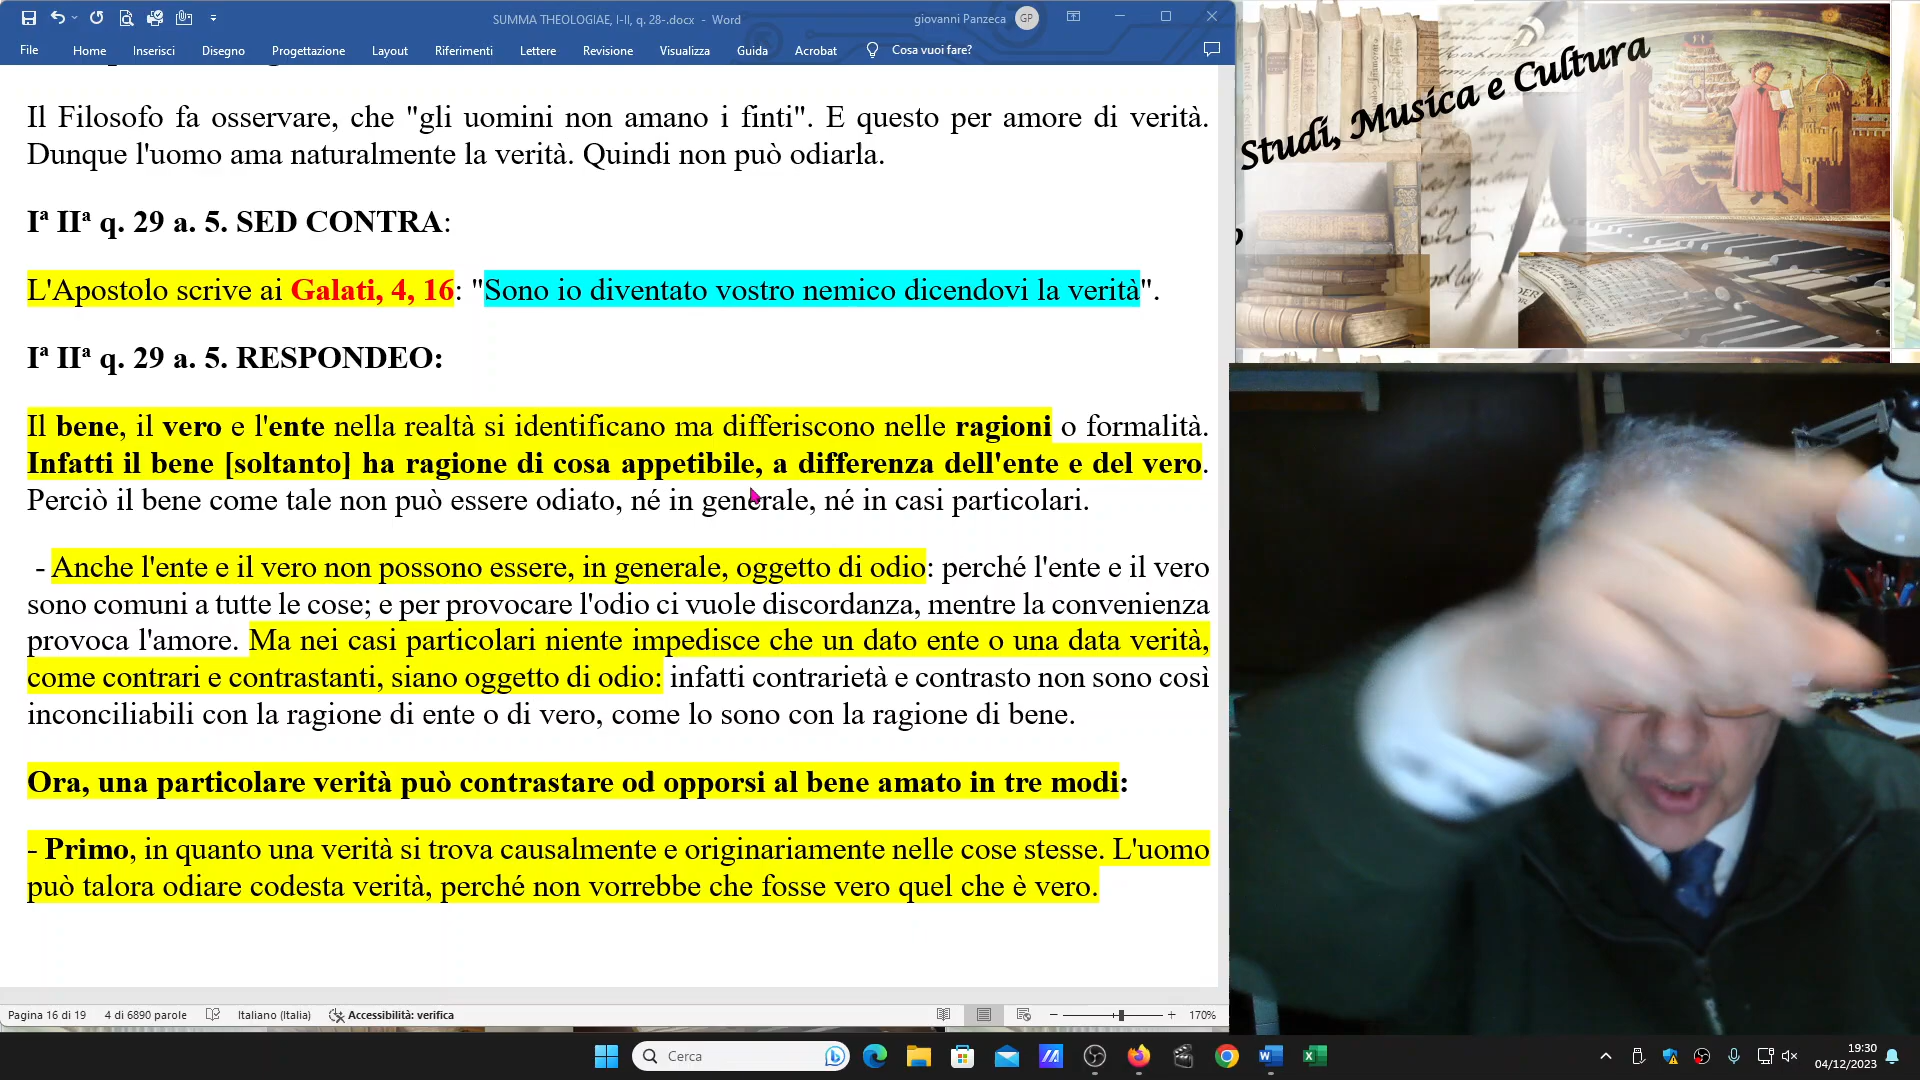 SUMMA THEOLOGIAE, I-II, q. 28-.docx - Word
giovanni Panzeca GP
File Home Inserisci Disegno Progettazione Layout Riferimenti Lettere Revisione Visualizza Guida Acrobat Cosa vuoi fare?
Il Filosofo fa osservare, che "gli uomini non amano i finti". E questo per amore di verità.
Dunque l'uomo ama naturalmente la verità. Quindi non può odiarla.
Iª IIª q. 29 a. 5. SED CONTRA:
L'Apostolo scrive ai Galati, 4, 16: "Sono io diventato vostro nemico dicendovi la verità".
Iª IIª q. 29 a. 5. RESPONDEO:
Il bene, il vero e l'ente nella realtà si identificano ma differiscono nelle ragioni o formalità.
Infatti il bene [soltanto] ha ragione di cosa appetibile, a differenza dell'ente e del vero.
Perciò il bene come tale non può essere odiato, né in generale, né in casi particolari.
- Anche l'ente e il vero non possono essere, in generale, oggetto di odio: perché l'ente e il vero
sono comuni a tutte le cose; e per provocare l'odio ci vuole discordanza, mentre la convenienza
provoca l'amore. Ma nei casi particolari niente impedisce che un dato ente o una data verità,
come contrari e contrastanti, siano oggetto di odio: infatti contrarietà e contrasto non sono così
inconciliabili con la ragione di ente o di vero, come lo sono con la ragione di bene.
Ora, una particolare verità può contrastare od opporsi al bene amato in tre modi:
- Primo, in quanto una verità si trova causalmente e originariamente nelle cose stesse. L'uomo
può talora odiare codesta verità, perché non vorrebbe che fosse vero quel che è vero.
Pagina 16 di 19 4 di 6890 parole Italiano (Italia) Accessibilità: verifica 170%
Studi, Musica e Cultura
Cerca
19:30
04/12/2023